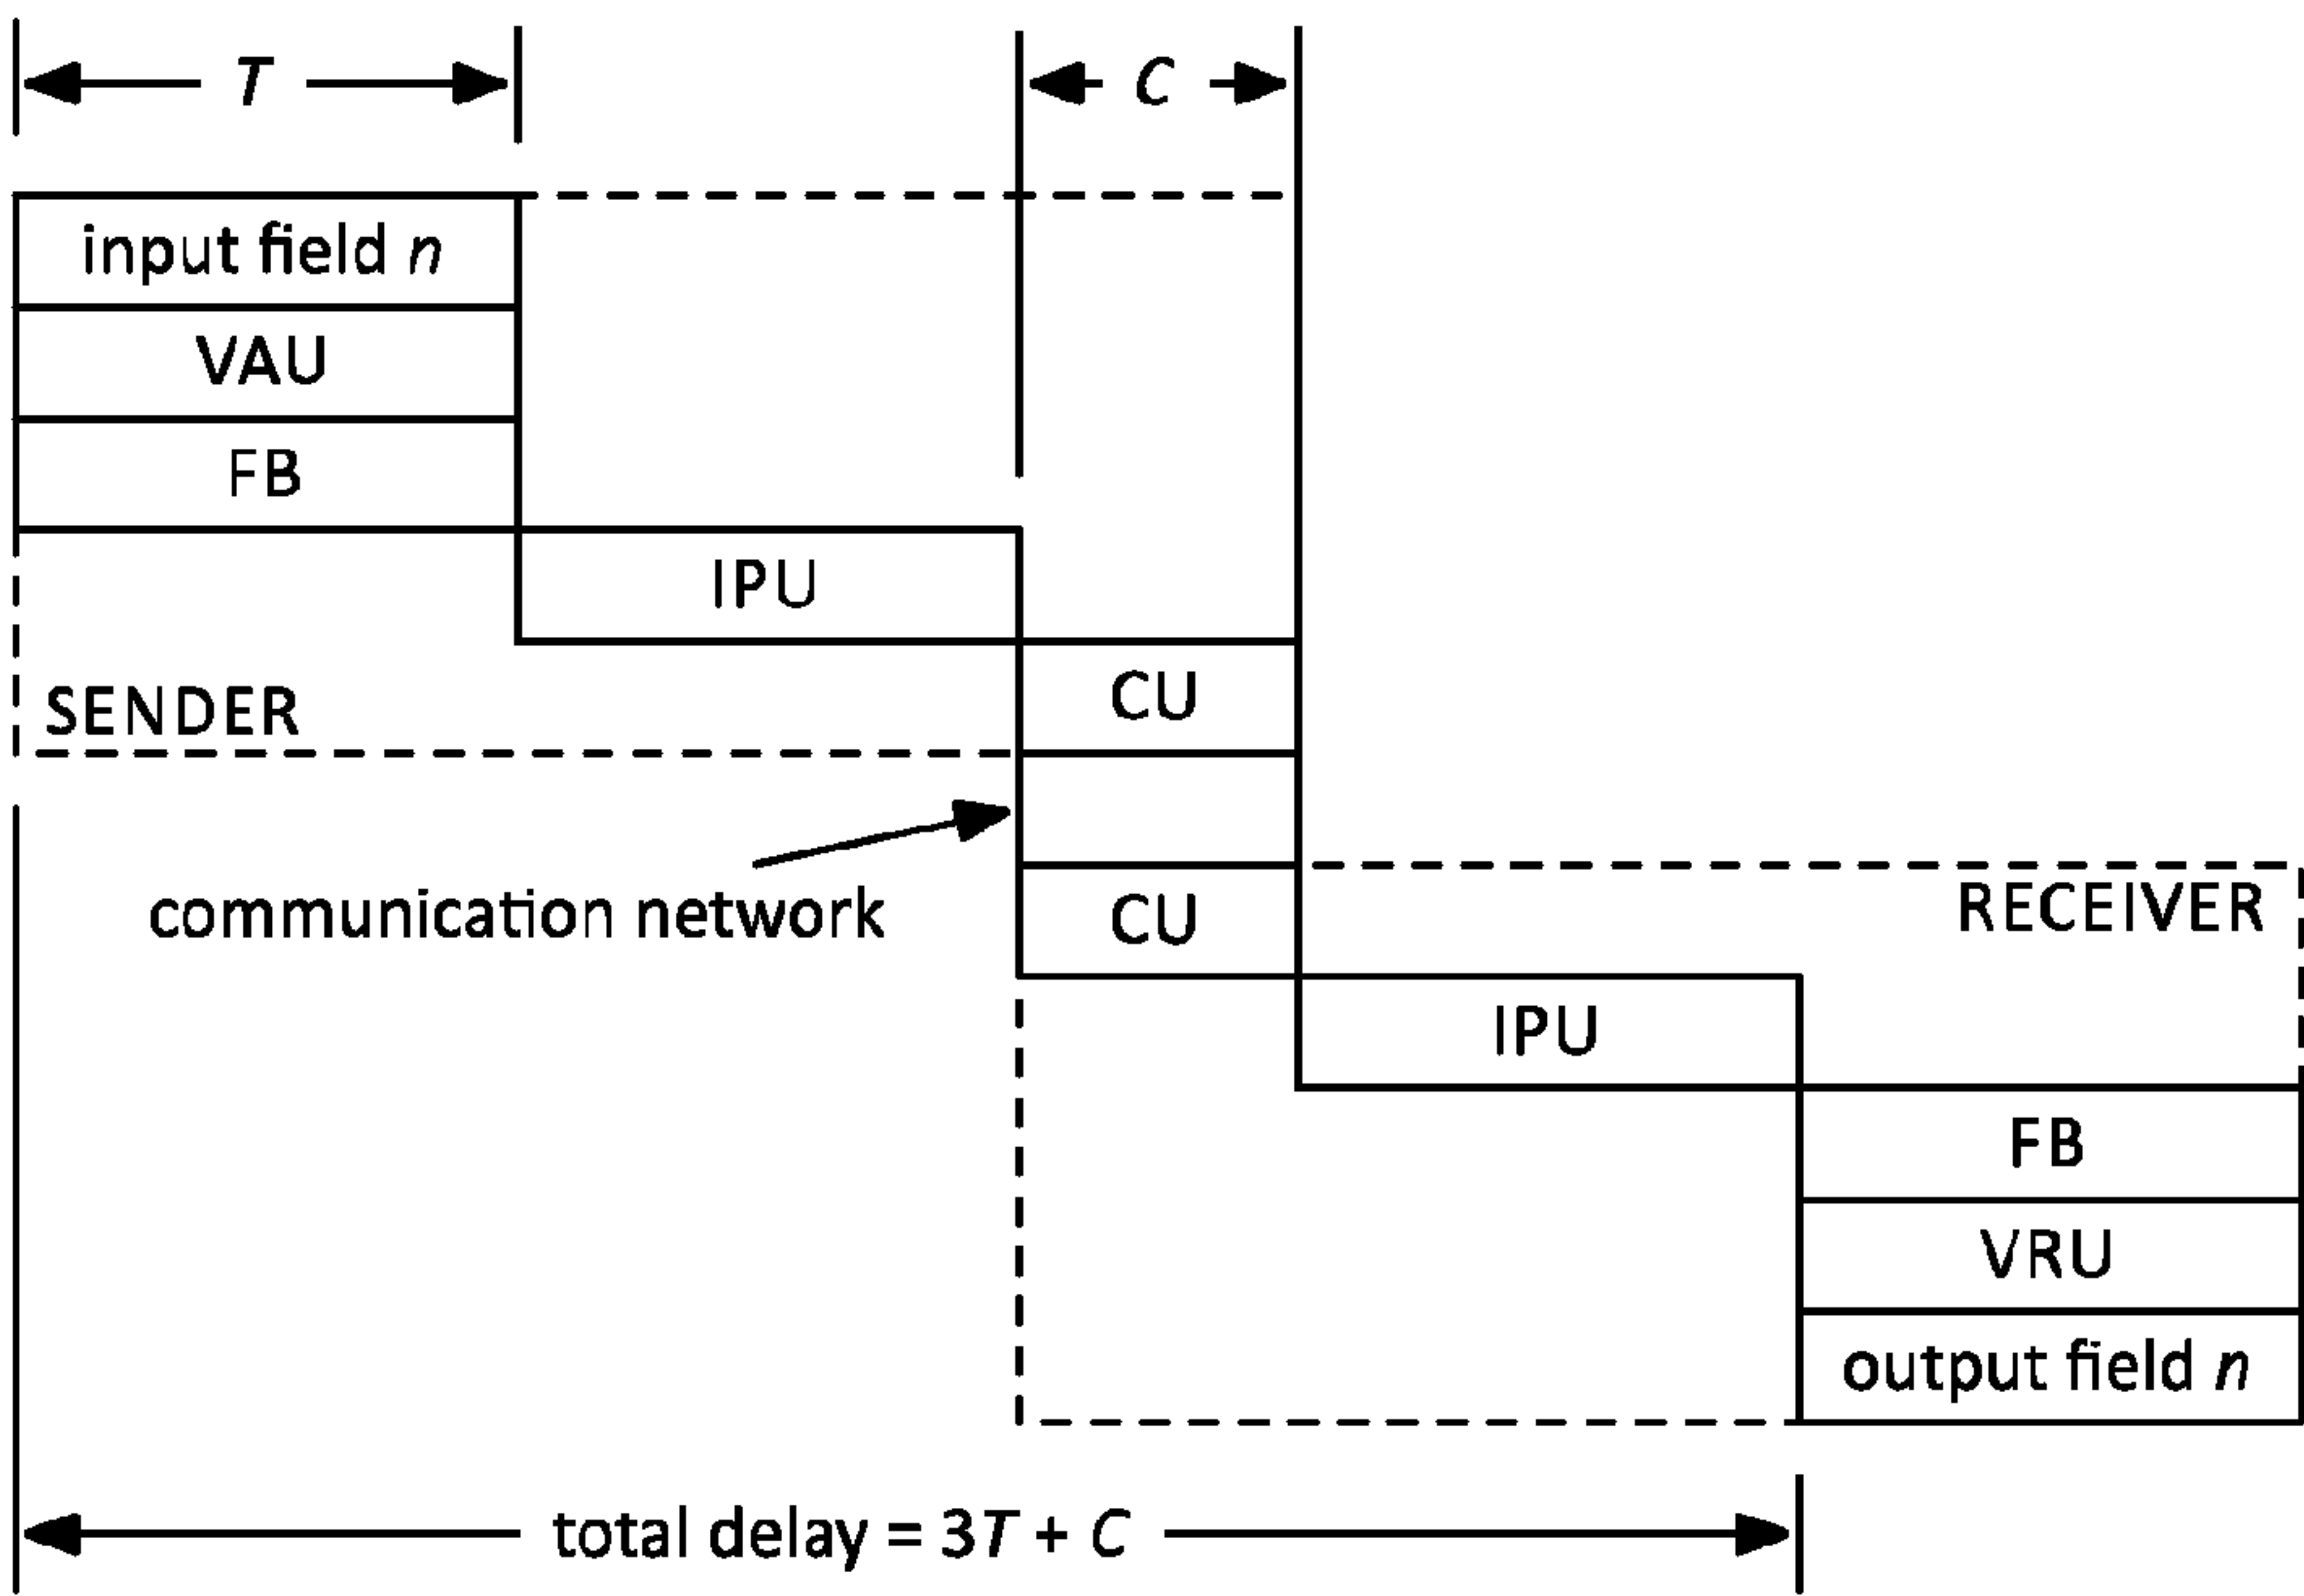 T
C
input field n
VAU
FB
IPU
CU
SENDER
communication network
CU
RECEIVER
IPU
FB
VRU
output field n
total delay = 3T + C